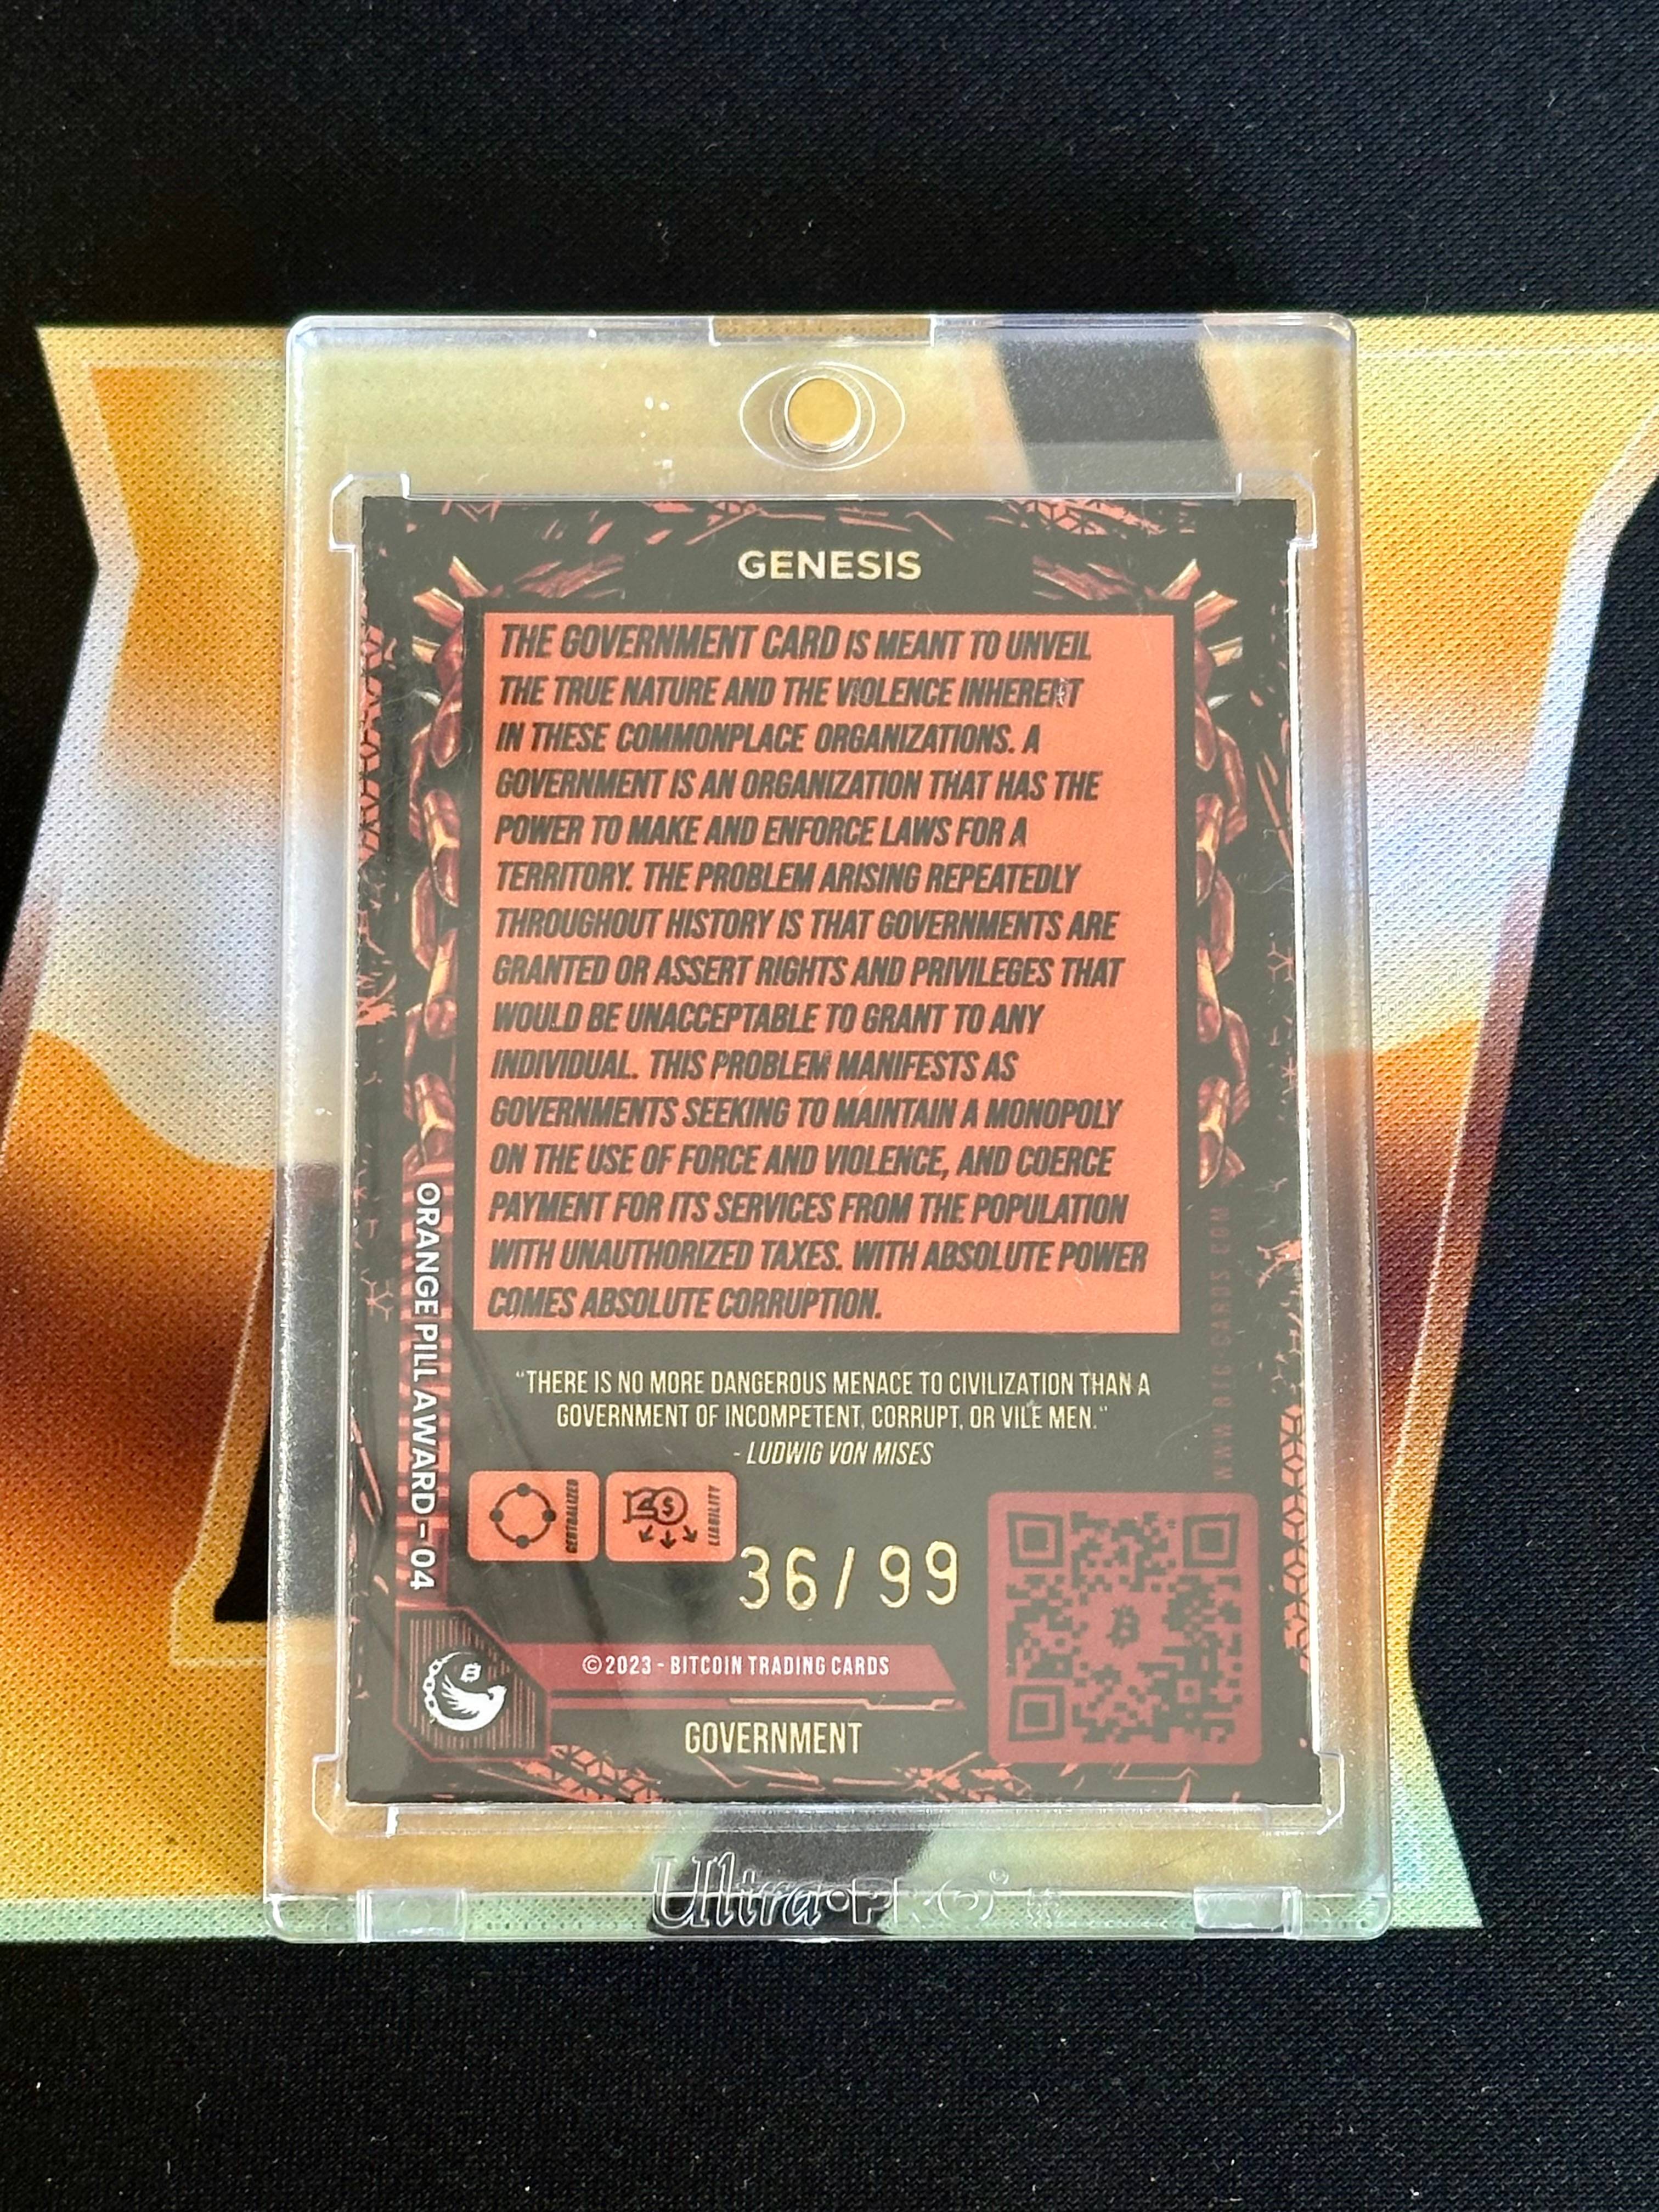 GENESIS
THE GOVERNMENT CARD IS MEANT TO UNVEIL
THE TRUE NATURE AND THE VIOLENCE INHERENT
IN THESE COMMONPLACE ORGANIZATIONS. A
GOVERNMENT IS AN ORGANIZATION THAT HAS THE
POWER TO MAKE AND ENFORCE LAWS FOR A
TERRITORY. THE PROBLEM ARISING REPEATEDLY
THROUGHOUT HISTORY IS THAT GOVERNMENTS ARE
GRANTED OR ASSERT RIGHTS AND PRIVILEGES THAT
WOULD BE UNACCEPTABLE TO GRANT TO ANY
INDIVIDUAL. THIS PROBLEM MANIFESTS AS
GOVERNMENTS SEEKING TO MAINTAIN A MONOPOLY
ON THE USE OF FORCE AND VIOLENCE, AND COERCE
PAYMENT FOR ITS SERVICES FROM THE POPULATION
WITH UNAUTHORIZED TAXES. WITH ABSOLUTE POWER
COMES ABSOLUTE CORRUPTION.
"THERE IS NO MORE DANGEROUS MENACE TO CIVILIZATION THAN A
GOVERNMENT OF INCOMPETENT, CORRUPT, OR VILE MEN."
- LUDWIG VON MISES
ORANGE PILL AWARD-04
WWW.BTC-CARDS.COM
CENTRALIZED
LIABILITY
36/99
©2023 - BITCOIN TRADING CARDS
GOVERNMENT
Ultra•PRO®